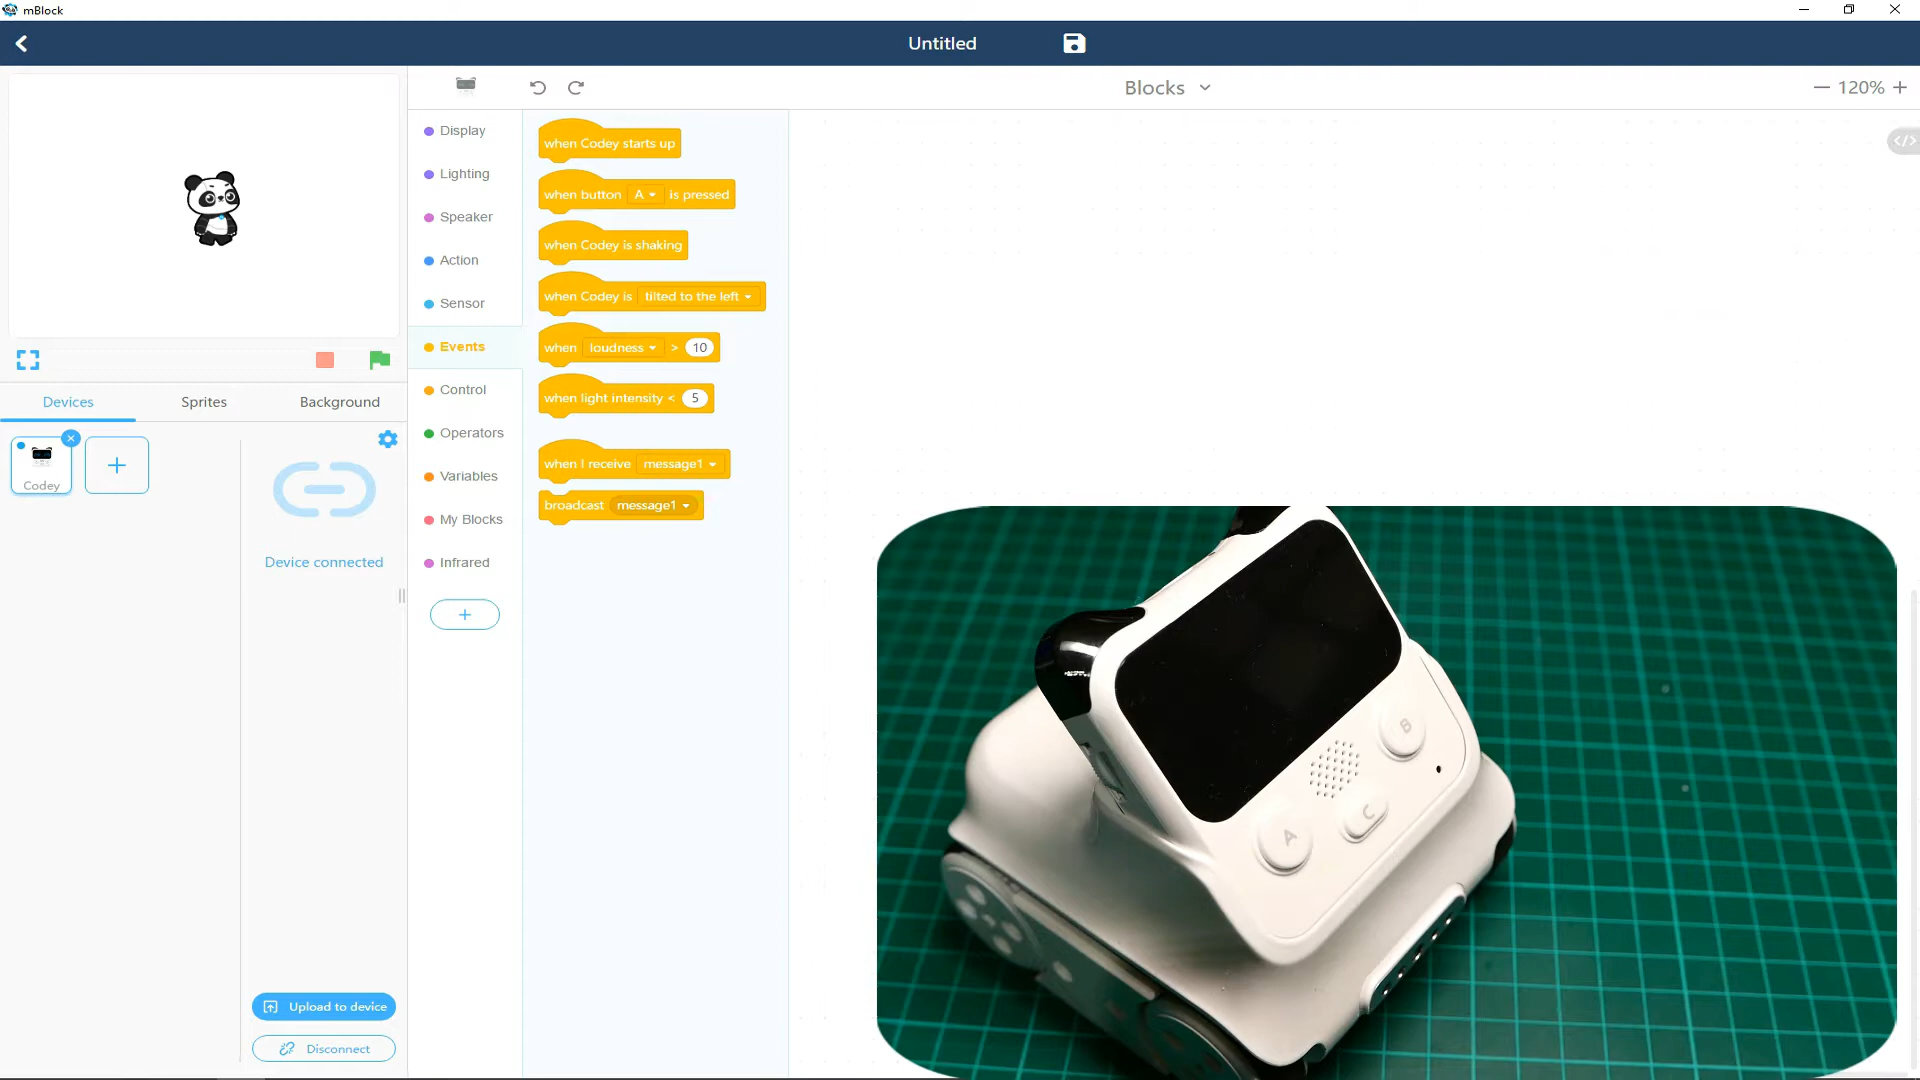 mBlock
Untitled
Blocks
120%
Display
Lighting
Speaker
Action
Sensor
Events
Control
Operators
Variables
My Blocks
Infrared
when Codey starts up
when button A is pressed
when Codey is shaking
when Codey is tilted to the left
when loudness > 10
when light intensity < 5
when I receive message1
broadcast message1
Devices
Sprites
Background
Codey
Device connected
Upload to device
Disconnect
A
C
B